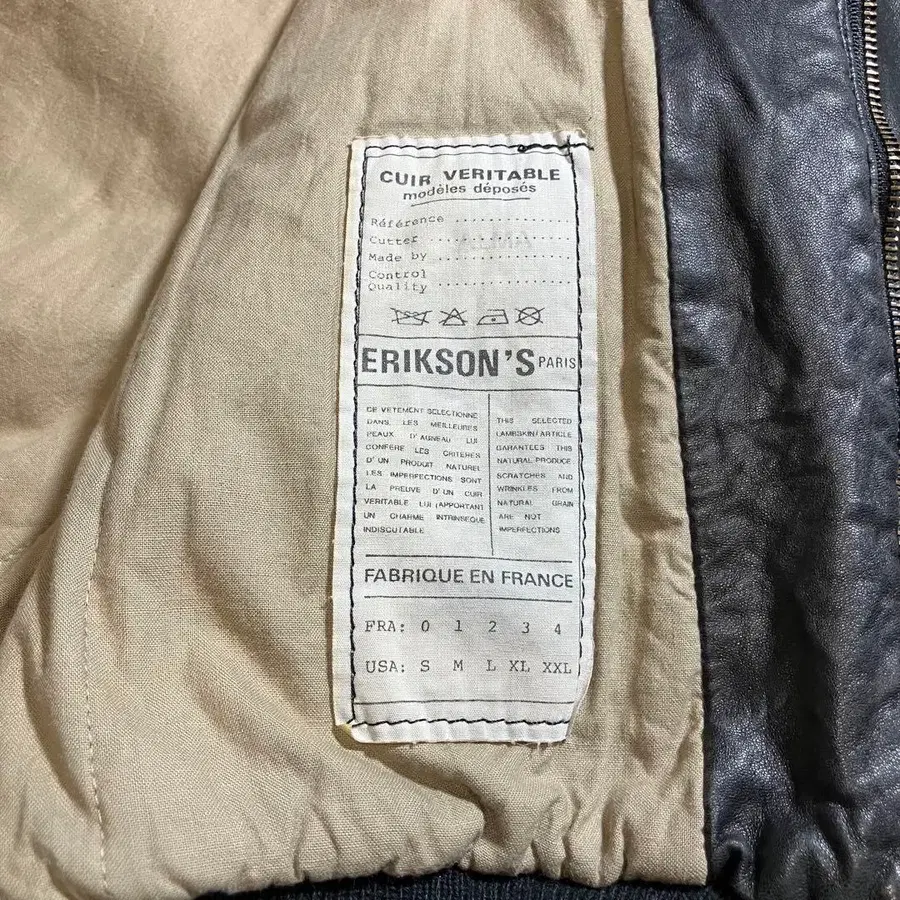 CUIR VERITABLE
modèles déposés
Référence ....................
Cutter ....................
Made by ....................
Control
Quality ....................
ERIKSON'S PARIS
CE VETEMENT SELECTIONNE
DANS LES MEILLEURES
PEAUX D'AGNEAU LUI
CONFERE LES CRITERES
D'UN PRODUIT NATUREL
LES IMPERFECTIONS SONT
LA PREUVE D'UN CUIR
VERITABLE LUI (APPORTANT
UN CHARME INTRINSEQUE
INDISCUTABLE
THIS SELECTED
LAMBSKIN/ARTICLE
GARANTEES THIS
NATURAL PRODUCE
SCRATCHES AND
WRINKLES FROM
NATURAL GRAIN
ARE NOT
IMPERFECTIONS
FABRIQUE EN FRANCE
FRA: 0 1 2 3 4
USA: S M L XL XXL